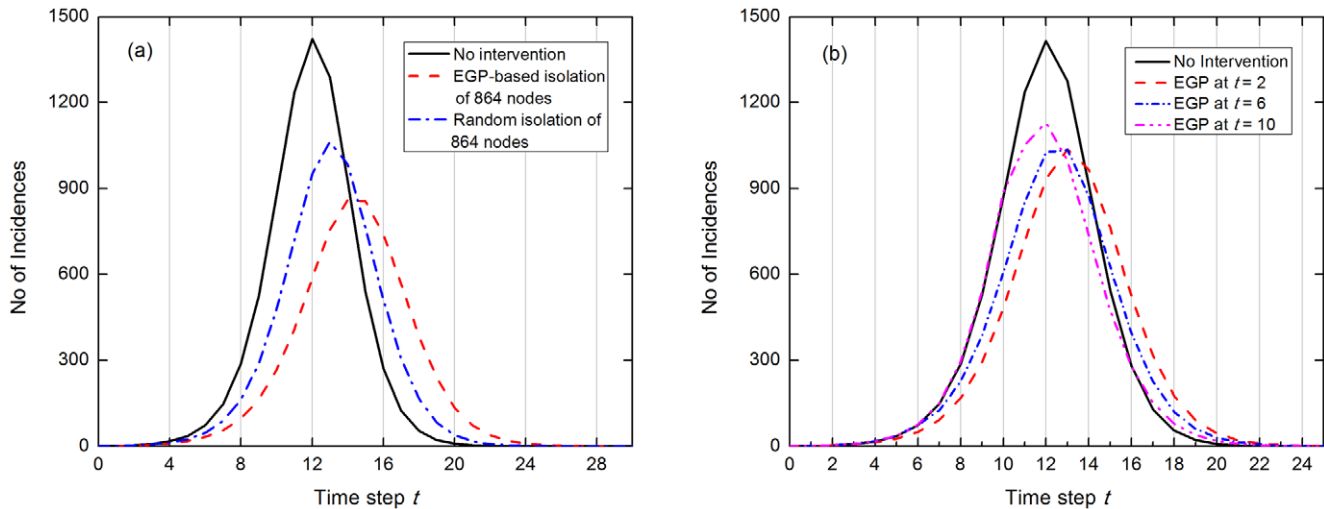 (a)
No intervention
EGP-based isolation
of 864 nodes
Random isolation of
864 nodes
No of Incidences
1500
1200
900
600
300
0
0 4 8 12 16 20 24 28
Time step t
(b)
No Intervention
EGP at t = 2
EGP at t = 6
EGP at t = 10
No of Incidences
1500
1200
900
600
300
0
0 2 4 6 8 10 12 14 16 18 20 22 24
Time step t